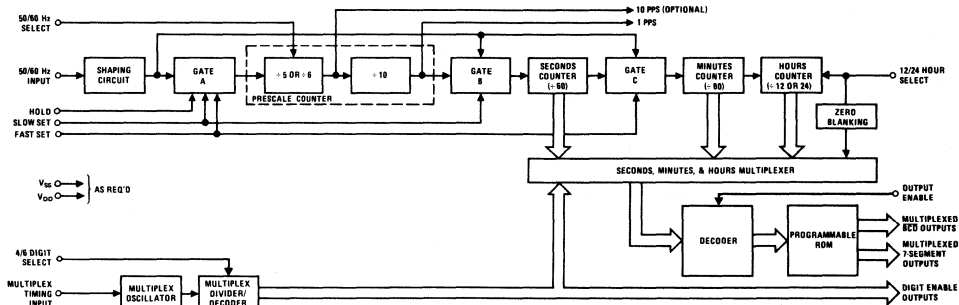 50/60 Hz
SELECT
10 PPS (OPTIONAL)
1 PPS
50/60 Hz
INPUT
SHAPING
CIRCUIT
GATE
A
÷ 5 OR ÷ 6
÷ 10
PRESCALE COUNTER
GATE
B
SECONDS
COUNTER
(÷ 60)
GATE
C
MINUTES
COUNTER
(÷ 60)
HOURS
COUNTER
(÷ 12 OR 24)
12/24 HOUR
SELECT
HOLD
SLOW SET
FAST SET
ZERO
BLANKING
VSS
VDD
AS REQ'D
SECONDS, MINUTES, & HOURS MULTIPLEXER
OUTPUT
ENABLE
DECODER
PROGRAMMABLE
ROM
MULTIPLEXED
BCD OUTPUTS
MULTIPLEXED
7-SEGMENT
OUTPUTS
4/6 DIGIT
SELECT
MULTIPLEX
TIMING
INPUT
MULTIPLEX
OSCILLATOR
MULTIPLEX
DIVIDER/
DECODER
DIGIT ENABLE
OUTPUTS